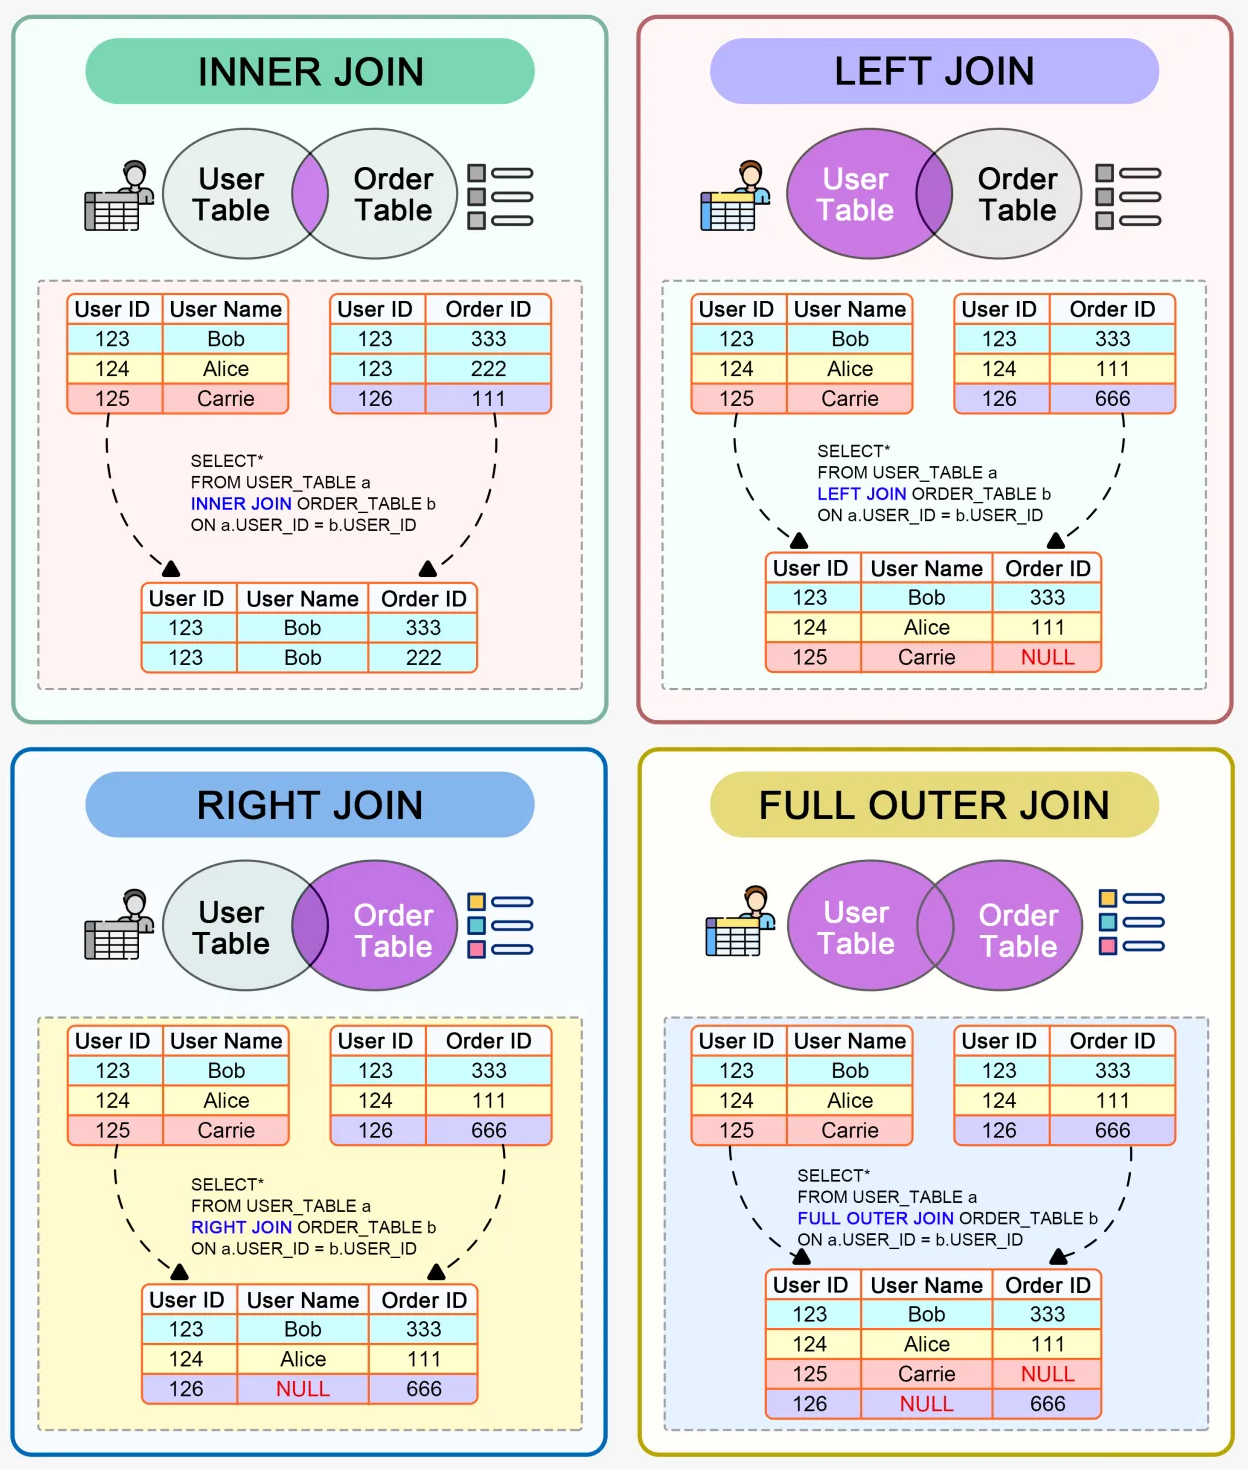 INNER JOIN
User Table
Order Table
User ID User Name
123 Bob
124 Alice
125 Carrie
User ID Order ID
123 333
123 222
126 111
SELECT*
FROM USER_TABLE a
INNER JOIN ORDER_TABLE b
ON a.USER_ID = b.USER_ID
User ID User Name Order ID
123 Bob 333
123 Bob 222
LEFT JOIN
User Table
Order Table
User ID User Name
123 Bob
124 Alice
125 Carrie
User ID Order ID
123 333
124 111
126 666
SELECT*
FROM USER_TABLE a
LEFT JOIN ORDER_TABLE b
ON a.USER_ID = b.USER_ID
User ID User Name Order ID
123 Bob 333
124 Alice 111
125 Carrie NULL
RIGHT JOIN
User Table
Order Table
User ID User Name
123 Bob
124 Alice
125 Carrie
User ID Order ID
123 333
124 111
126 666
SELECT*
FROM USER_TABLE a
RIGHT JOIN ORDER_TABLE b
ON a.USER_ID = b.USER_ID
User ID User Name Order ID
123 Bob 333
124 Alice 111
126 NULL 666
FULL OUTER JOIN
User Table
Order Table
User ID User Name
123 Bob
124 Alice
125 Carrie
User ID Order ID
123 333
124 111
126 666
SELECT*
FROM USER_TABLE a
FULL OUTER JOIN ORDER_TABLE b
ON a.USER_ID = b.USER_ID
User ID User Name Order ID
123 Bob 333
124 Alice 111
125 Carrie NULL
126 NULL 666